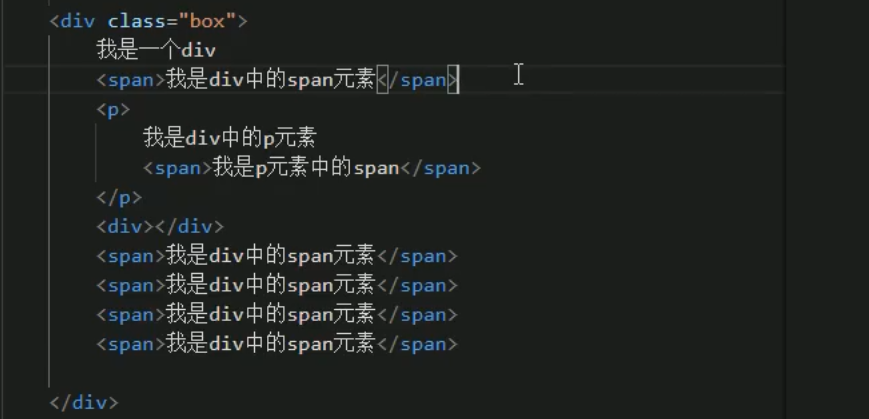 <div class="box">
我是一个div
<span>我是div中的span元素</span>
<p>
我是div中的p元素
<span>我是p元素中的span</span>
</p>
<div></div>
<span>我是div中的span元素</span>
<span>我是div中的span元素</span>
<span>我是div中的span元素</span>
<span>我是div中的span元素</span>
</div>